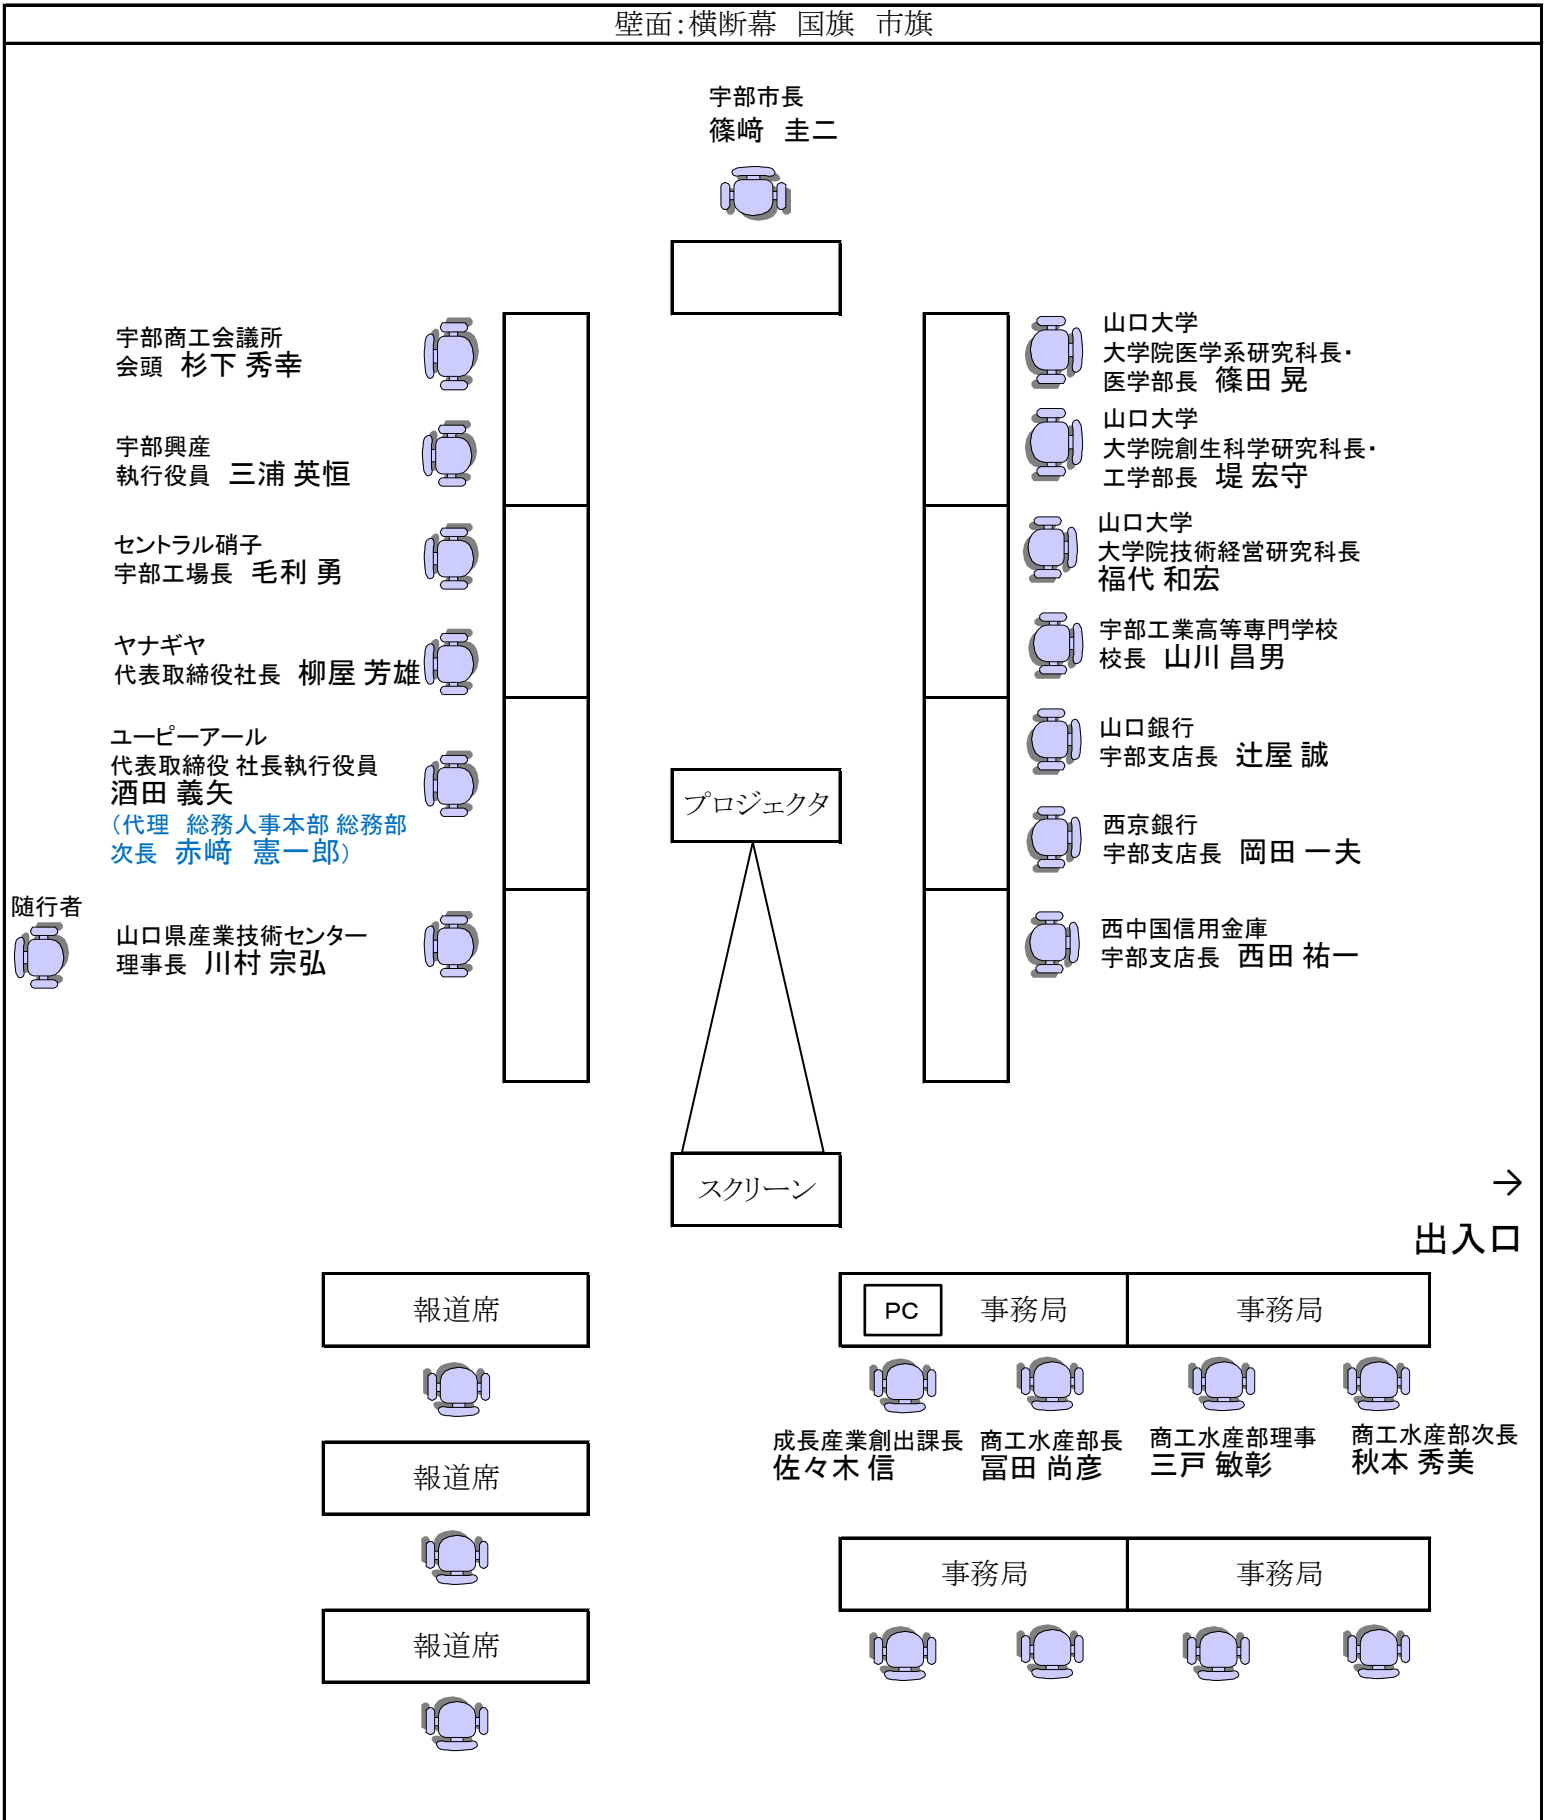 壁面：横断幕　国旗　市旗
宇部市長
篠﨑　圭二
宇部商工会議所
会頭　杉下 秀幸
宇部興産
執行役員　三浦 英恒
セントラル硝子
宇部工場長　毛利 勇
ヤナギヤ
代表取締役社長　柳屋 芳雄
ユーピーアール
代表取締役 社長執行役員
酒田 義矢
（代理　総務人事本部 総務部
次長　赤﨑　憲一郎）
随行者
山口県産業技術センター
理事長　川村 宗弘
山口大学
大学院医学系研究科長・
医学部長　篠田 晃
山口大学
大学院創生科学研究科長・
工学部長　堤 宏守
山口大学
大学院技術経営研究科長
福代 和宏
宇部工業高等専門学校
校長　山川 昌男
山口銀行
宇部支店長　辻屋 誠
西京銀行
宇部支店長　岡田 一夫
西中国信用金庫
宇部支店長　西田 祐一
プロジェクタ
スクリーン
→
出入口
報道席
報道席
報道席
PC　事務局　事務局
成長産業創出課長
佐々木 信
商工水産部長
冨田 尚彦
商工水産部理事
三戸 敏彰
商工水産部次長
秋本 秀美
事務局　事務局